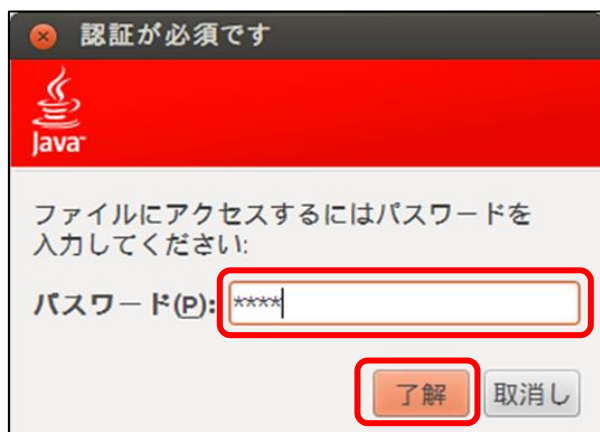 認証が必須です
Java
ファイルにアクセスするにはパスワードを
入力してください:
パスワード(P): ****
了解 取消し